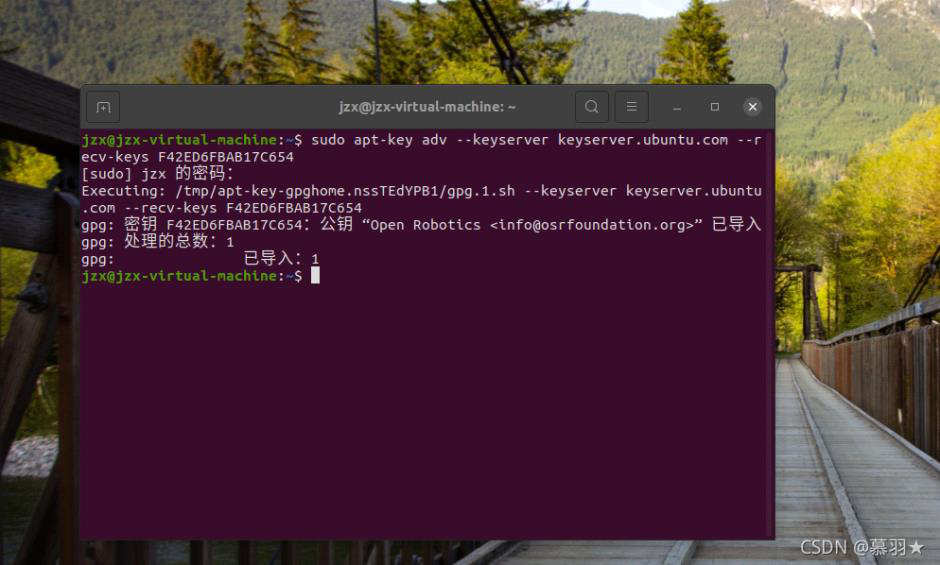 jzx@jzx-virtual-machine: ~
jzx@jzx-virtual-machine:~$ sudo apt-key adv --keyserver keyserver.ubuntu.com --r
ecv-keys F42ED6FBAB17C654
[sudo] jzx 的密码：
Executing: /tmp/apt-key-gpghome.nssTEdYPB1/gpg.1.sh --keyserver keyserver.ubuntu
.com --recv-keys F42ED6FBAB17C654
gpg: 密钥 F42ED6FBAB17C654：公钥 “Open Robotics <info@osrfoundation.org>” 已导入
gpg: 处理的总数：1
gpg:               已导入：1
jzx@jzx-virtual-machine:~$
CSDN @慕羽★